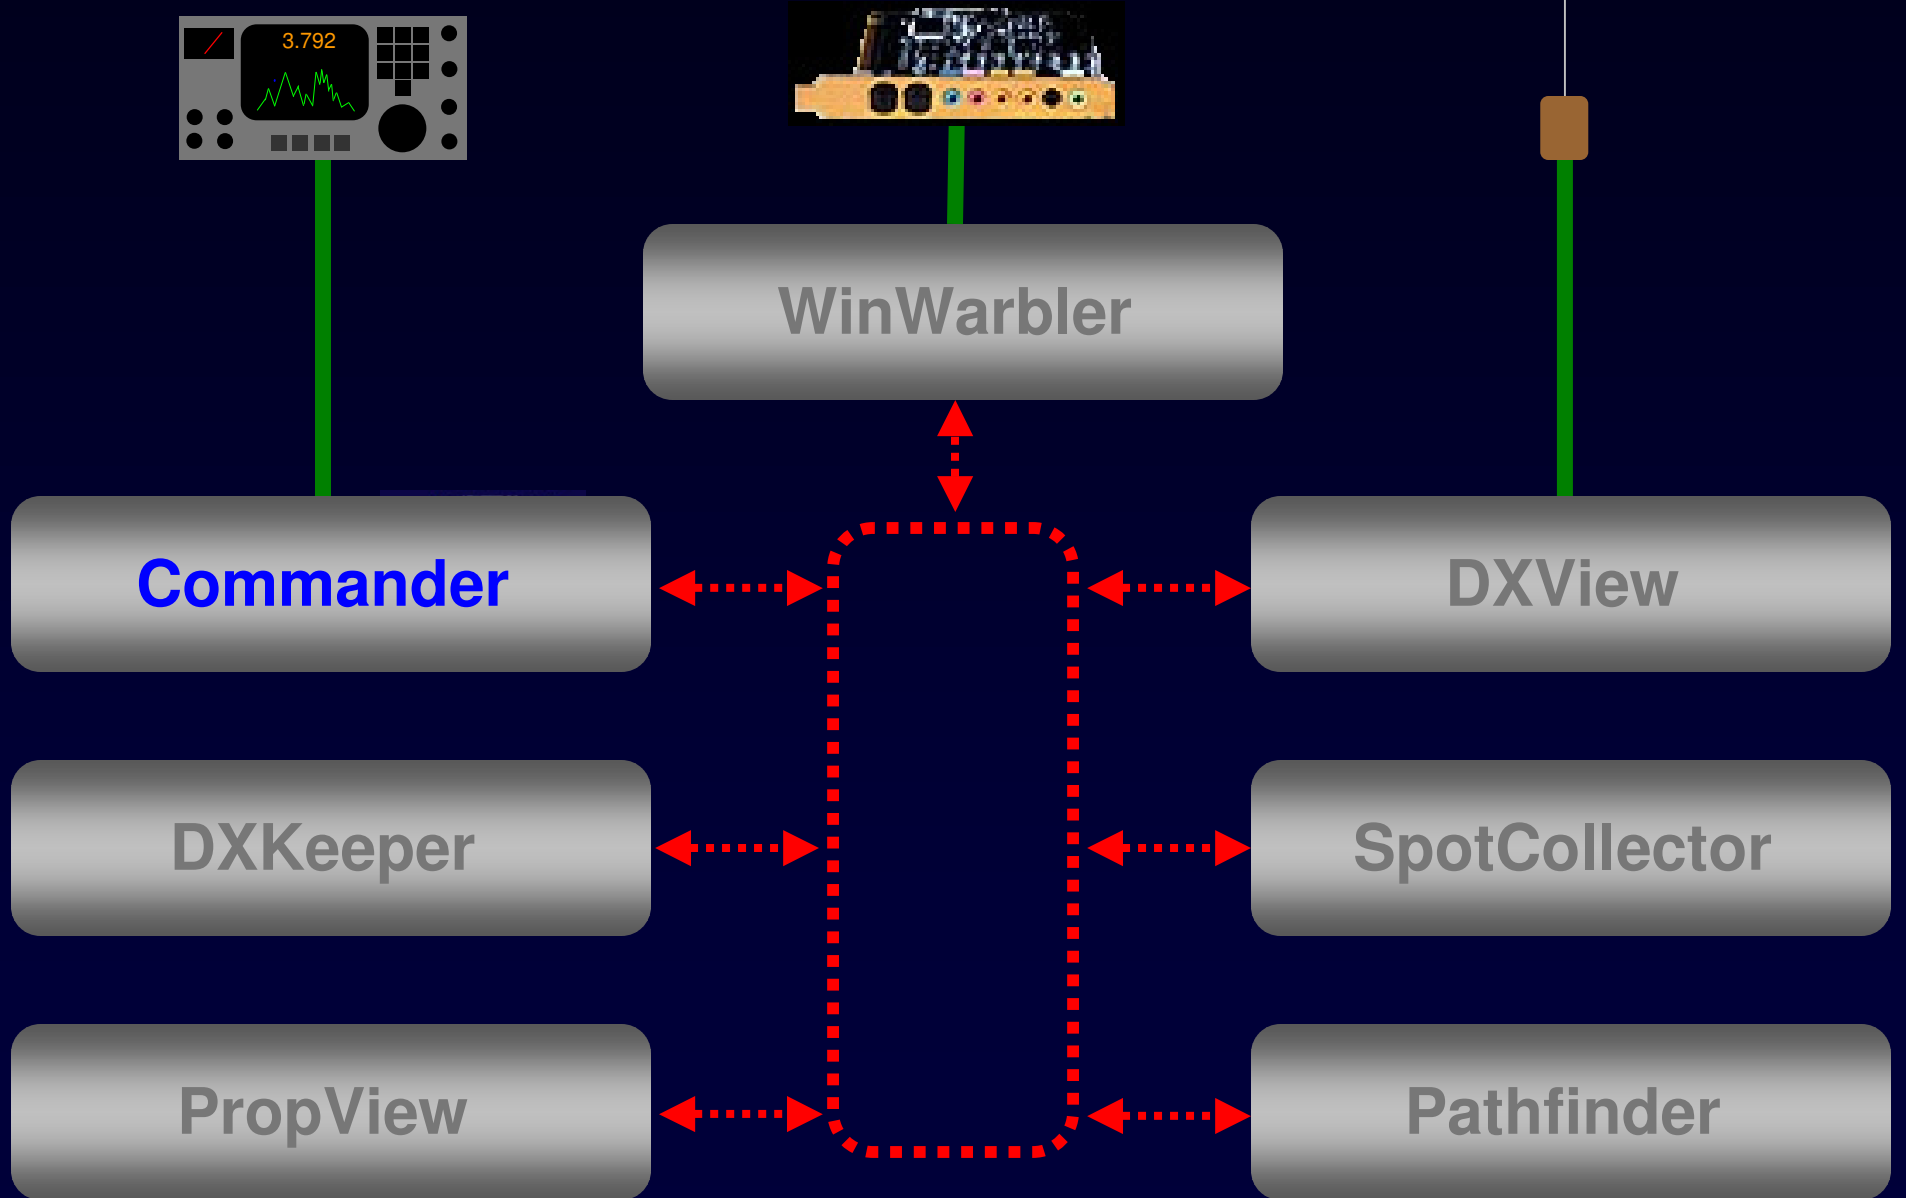 3.792
WinWarbler
Commander
DXView
DXKeeper
SpotCollector
PropView
Pathfinder